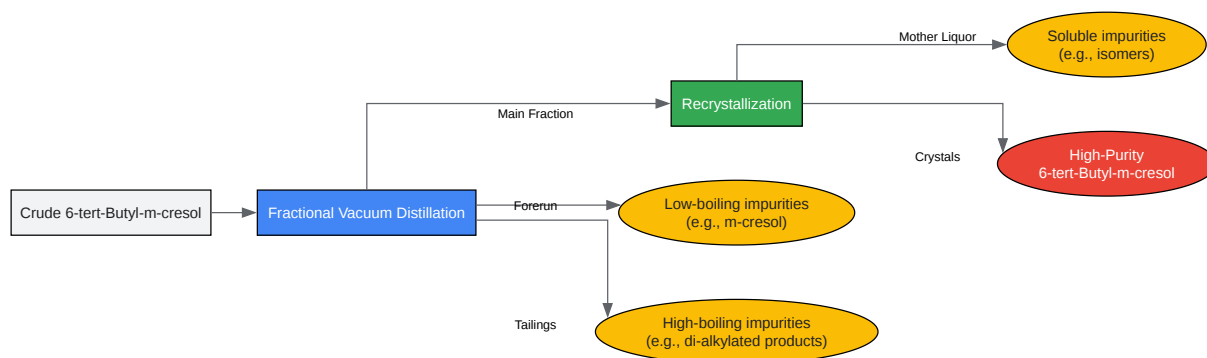 Mother Liquor
Soluble impurities
(e.g., isomers)
Recrystallization
Main Fraction
Crystals
High-Purity
6-tert-Butyl-m-cresol
Crude 6-tert-Butyl-m-cresol
Fractional Vacuum Distillation
Forerun
Low-boiling impurities
(e.g., m-cresol)
Tailings
High-boiling impurities
(e.g., di-alkylated products)